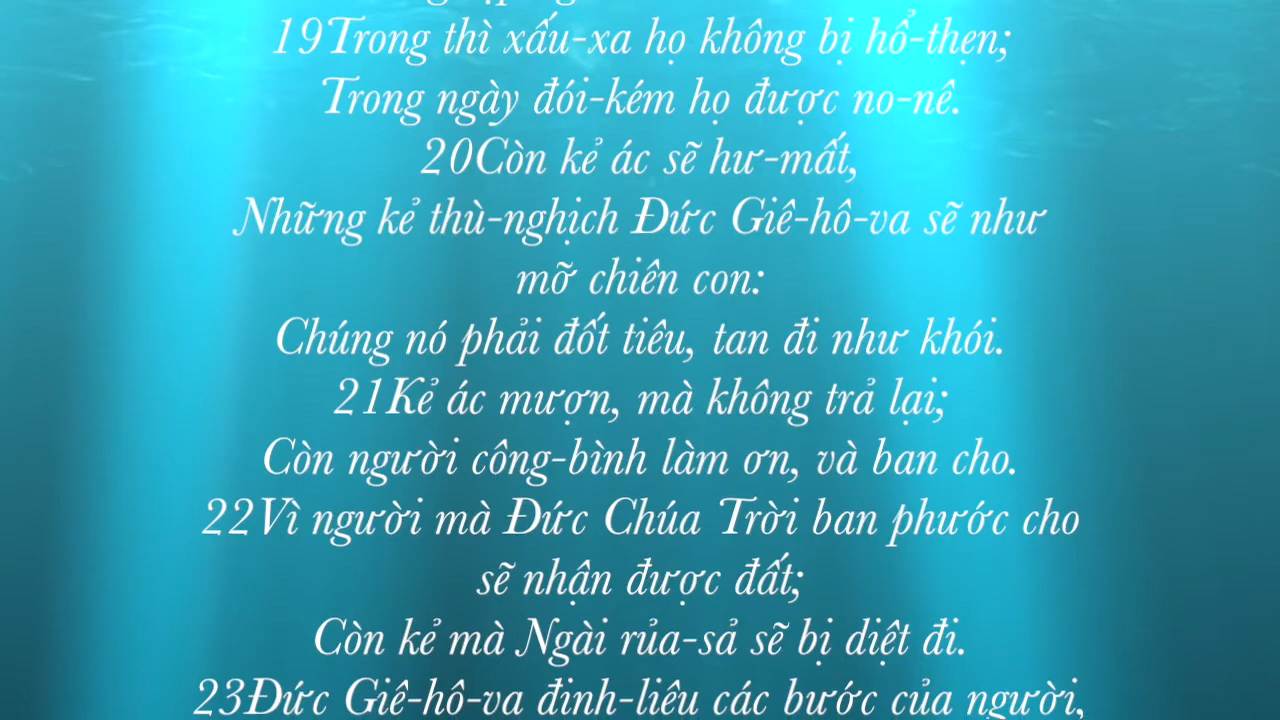 19Trong thì xấu-xa họ không bị hổ-thẹn;
Trong ngày đói-kém họ được no-nê.
20Còn kẻ ác sẽ hư-mất,
Những kẻ thù-nghịch Đức Giê-hô-va sẽ như
mỡ chiên con:
Chúng nó phải đốt tiêu, tan đi như khói.
21Kẻ ác mượn, mà không trả lại;
Còn người công-bình làm ơn, và ban cho.
22Vì người mà Đức Chúa Trời ban phước cho
sẽ nhận được đất;
Còn kẻ mà Ngài rủa-sả sẽ bị diệt đi.
23Đức Giê-hô-va định-liệu các bước của người,